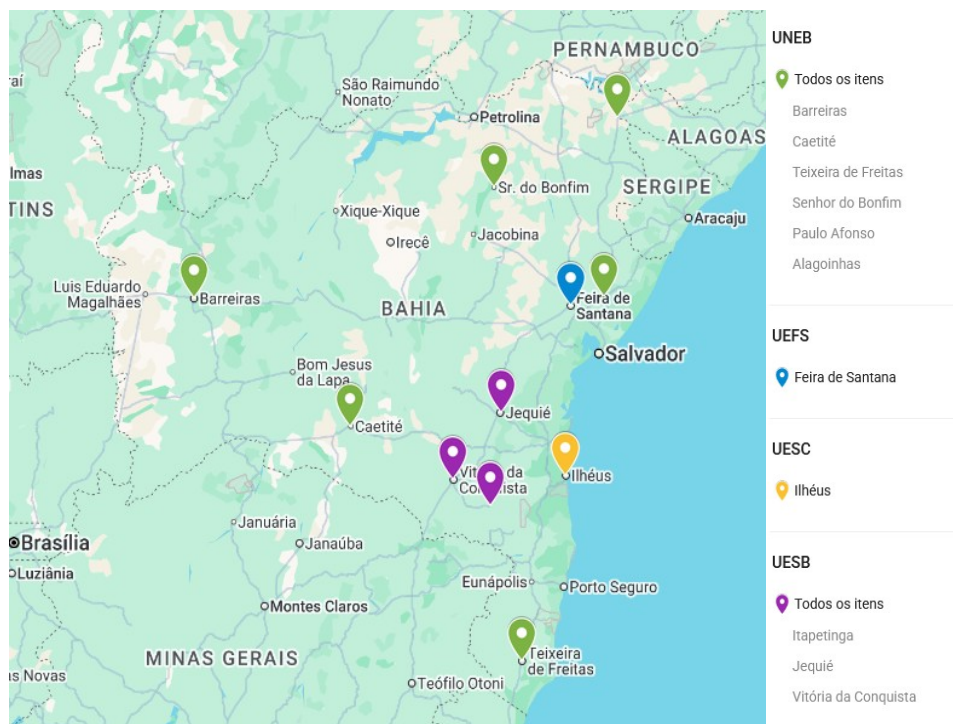 PERNAMBUCO
São Raimundo
Nonato
Petrolina
ALAGOAS
lmas
TINS
Sr. do Bonfim
SERGIPE
Xique-Xique
Aracaju
Jacobina
Irecê
Luís Eduardo
Magalhães
Barreiras
BAHIA
Feira de
Santana
Salvador
Bom Jesus
da Lapa
Jequié
Caetité
Ilhéus
Januária
Brasília
Janaúba
Luziânia
Eunápolis
Porto Seguro
Montes Claros
MINAS GERAIS
Teixeira
de Freitas
as Novas
Teófilo Otoni
UNEB
Todos os itens
Barreiras
Caetité
Teixeira de Freitas
Senhor do Bonfim
Paulo Afonso
Alagoinhas
UEFS
Feira de Santana
UESC
Ilhéus
UESB
Todos os itens
Itapetinga
Jequié
Vitória da Conquista